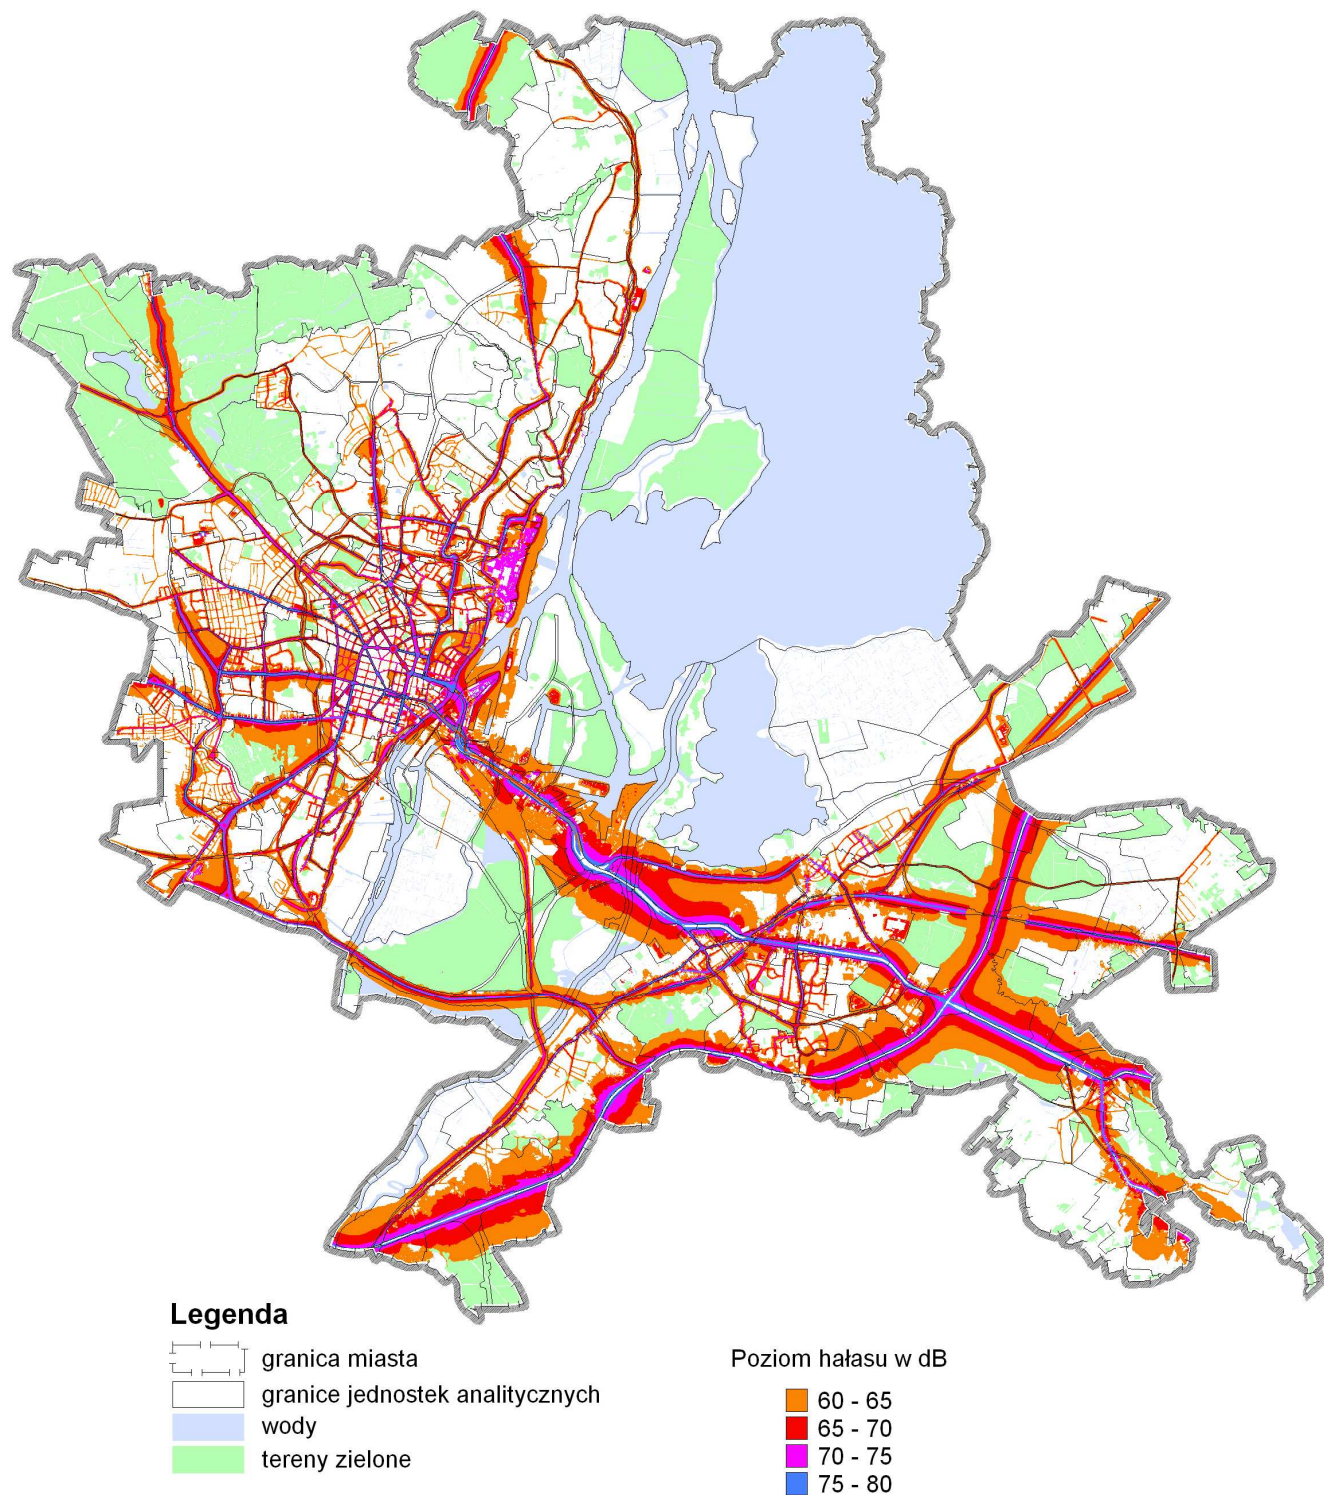 Legenda
granica miasta
granice jednostek analitycznych
wody
tereny zielone
Poziom hałasu w dB
60 - 65
65 - 70
70 - 75
75 - 80